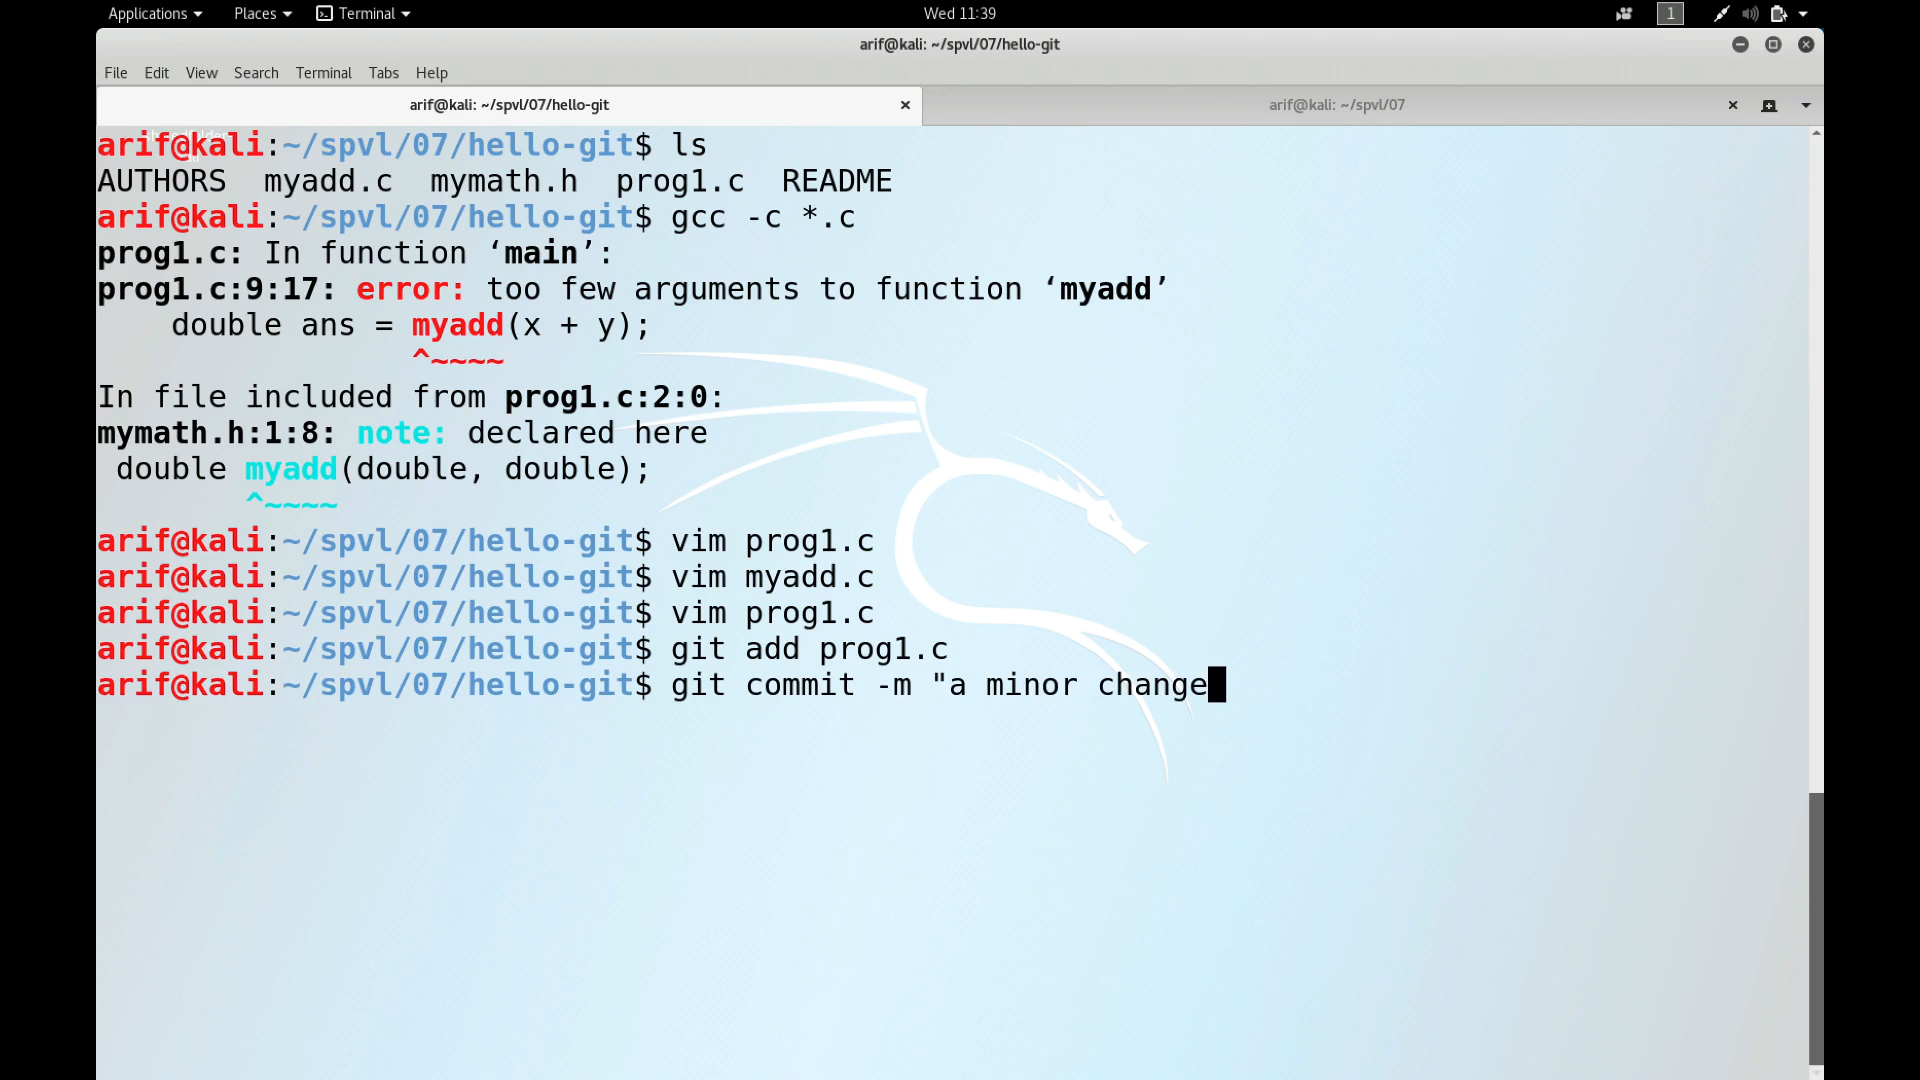 Applications Places Terminal Wed 11:39 1
arif@kali: ~/spvl/07/hello-git
File Edit View Search Terminal Tabs Help
arif@kali: ~/spvl/07/hello-git arif@kali: ~/spvl/07
arif@kali:~/spvl/07/hello-git$ ls
AUTHORS  myadd.c  mymath.h  prog1.c  README
arif@kali:~/spvl/07/hello-git$ gcc -c *.c
prog1.c: In function ‘main’:
prog1.c:9:17: error: too few arguments to function ‘myadd’
    double ans = myadd(x + y);
                 ^~~~~
In file included from prog1.c:2:0:
mymath.h:1:8: note: declared here
 double myadd(double, double);
        ^~~~~
arif@kali:~/spvl/07/hello-git$ vim prog1.c
arif@kali:~/spvl/07/hello-git$ vim myadd.c
arif@kali:~/spvl/07/hello-git$ vim prog1.c
arif@kali:~/spvl/07/hello-git$ git add prog1.c
arif@kali:~/spvl/07/hello-git$ git commit -m "a minor change